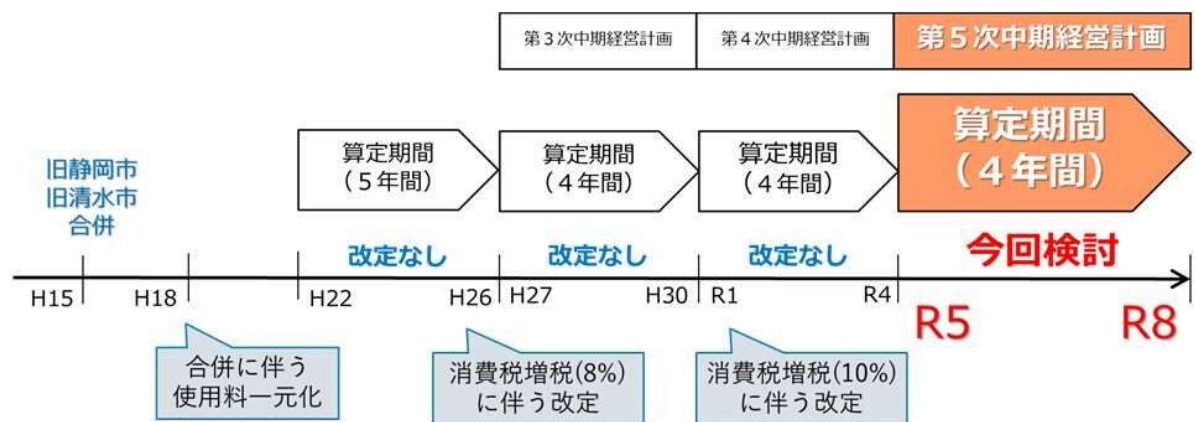 第３次中期経営計画
第４次中期経営計画
第５次中期経営計画
旧静岡市
旧清水市
合併
算定期間
（５年間）
算定期間
（４年間）
算定期間
（４年間）
算定期間
（４年間）
改定なし
改定なし
改定なし
今回検討
H15
H18
H22
H26
H27
H30
R1
R4
R5
R8
合併に伴う
使用料一元化
消費税増税(8%)
に伴う改定
消費税増税(10%)
に伴う改定